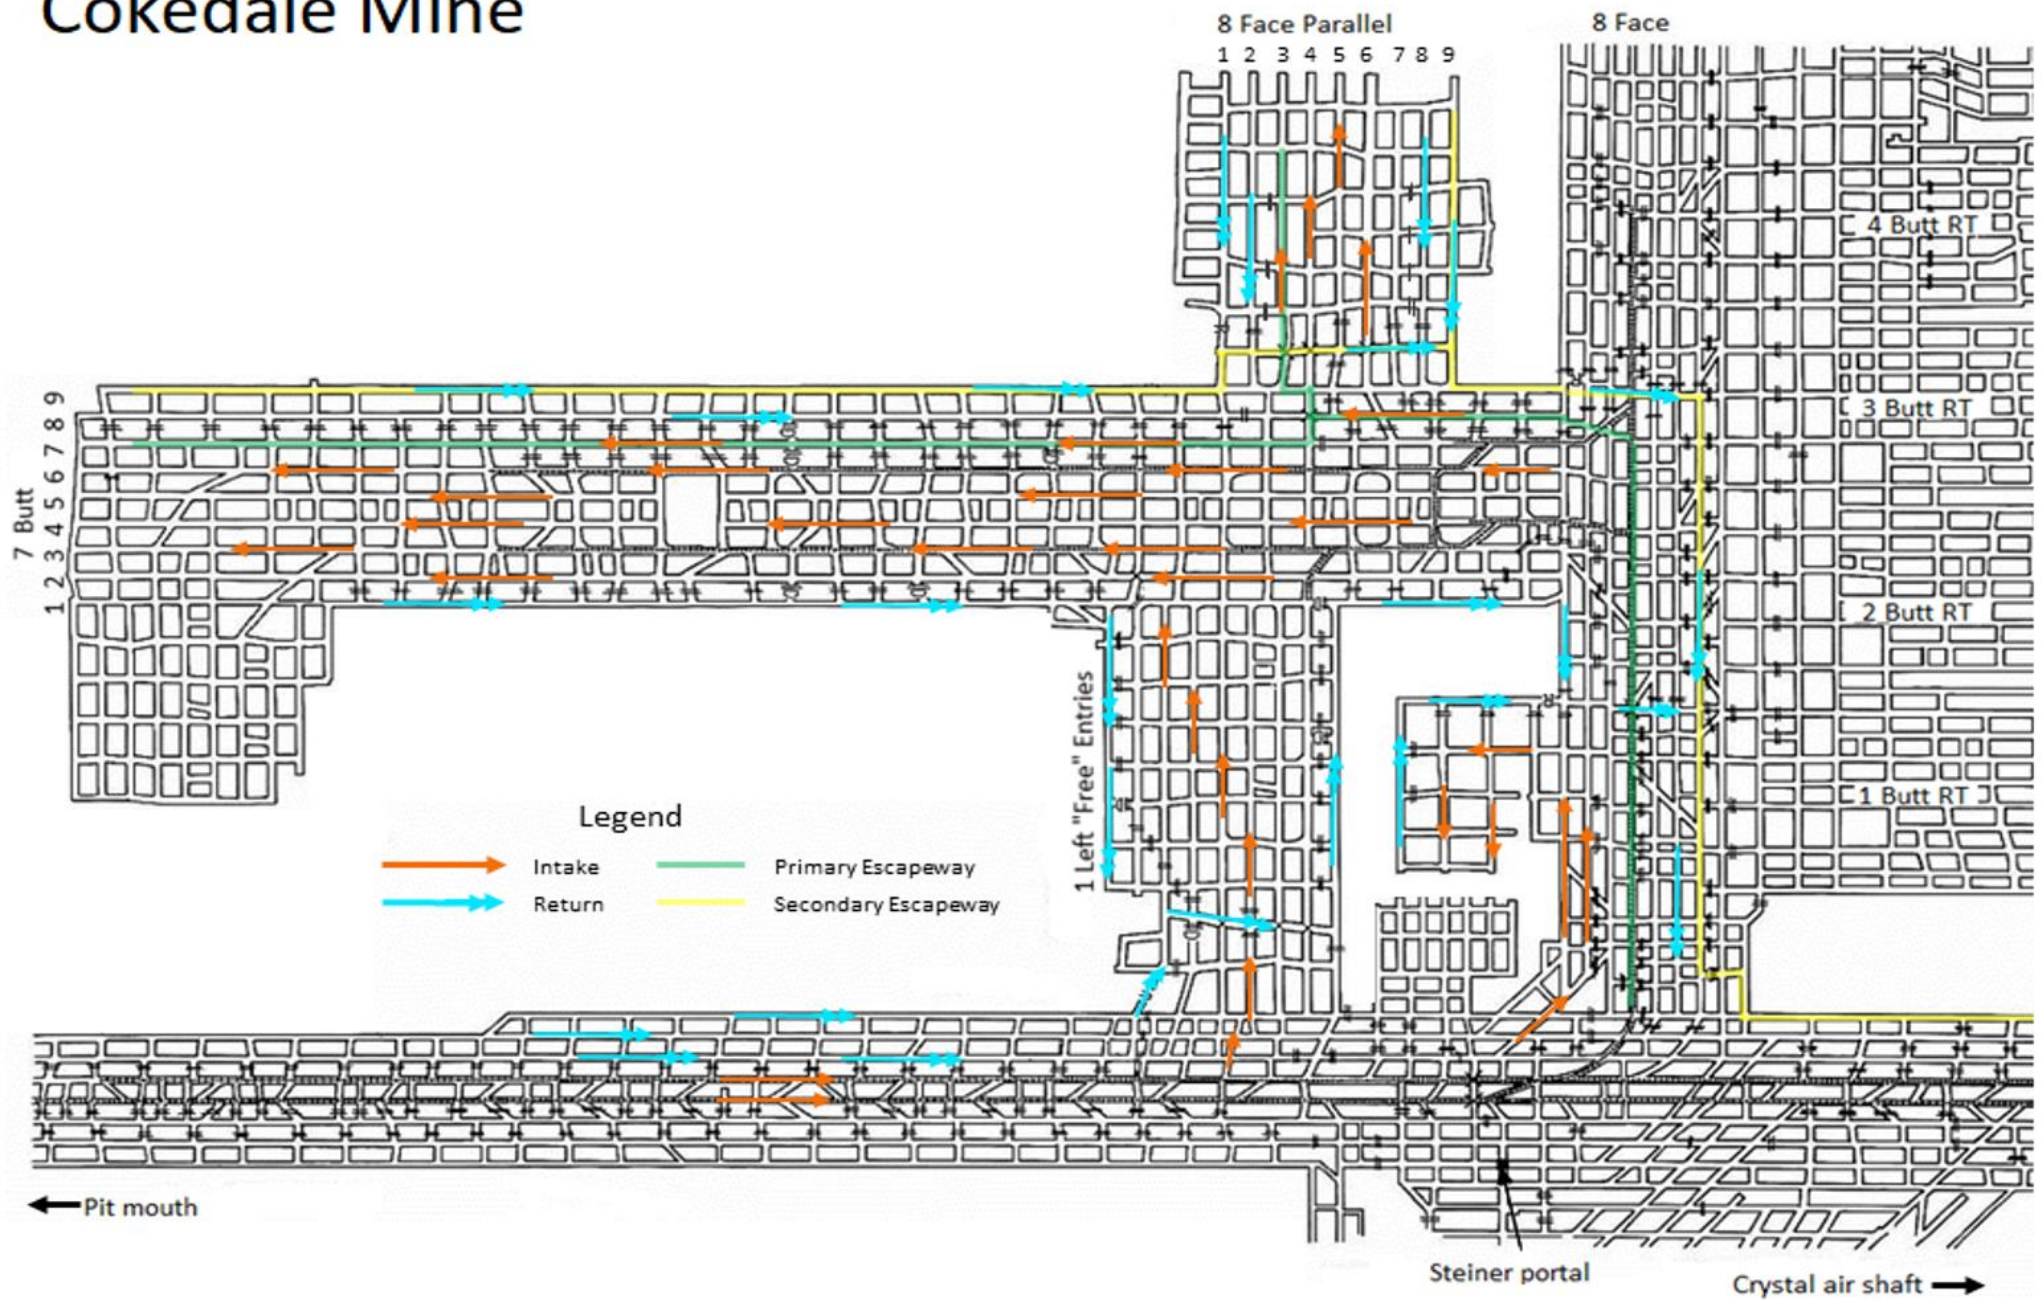 Cokedale Mine
8 Face Parallel
8 Face
1 2 3 4 5 6 7 8 9
4 Butt RT
3 Butt RT
9
8
7
6
5
4
3
2
1
7 Butt
2 Butt RT
1 Left "Free" Entries
1 Butt RT
Legend
Intake
Primary Escapeway
Return
Secondary Escapeway
Pit mouth
Steiner portal
Crystal air shaft